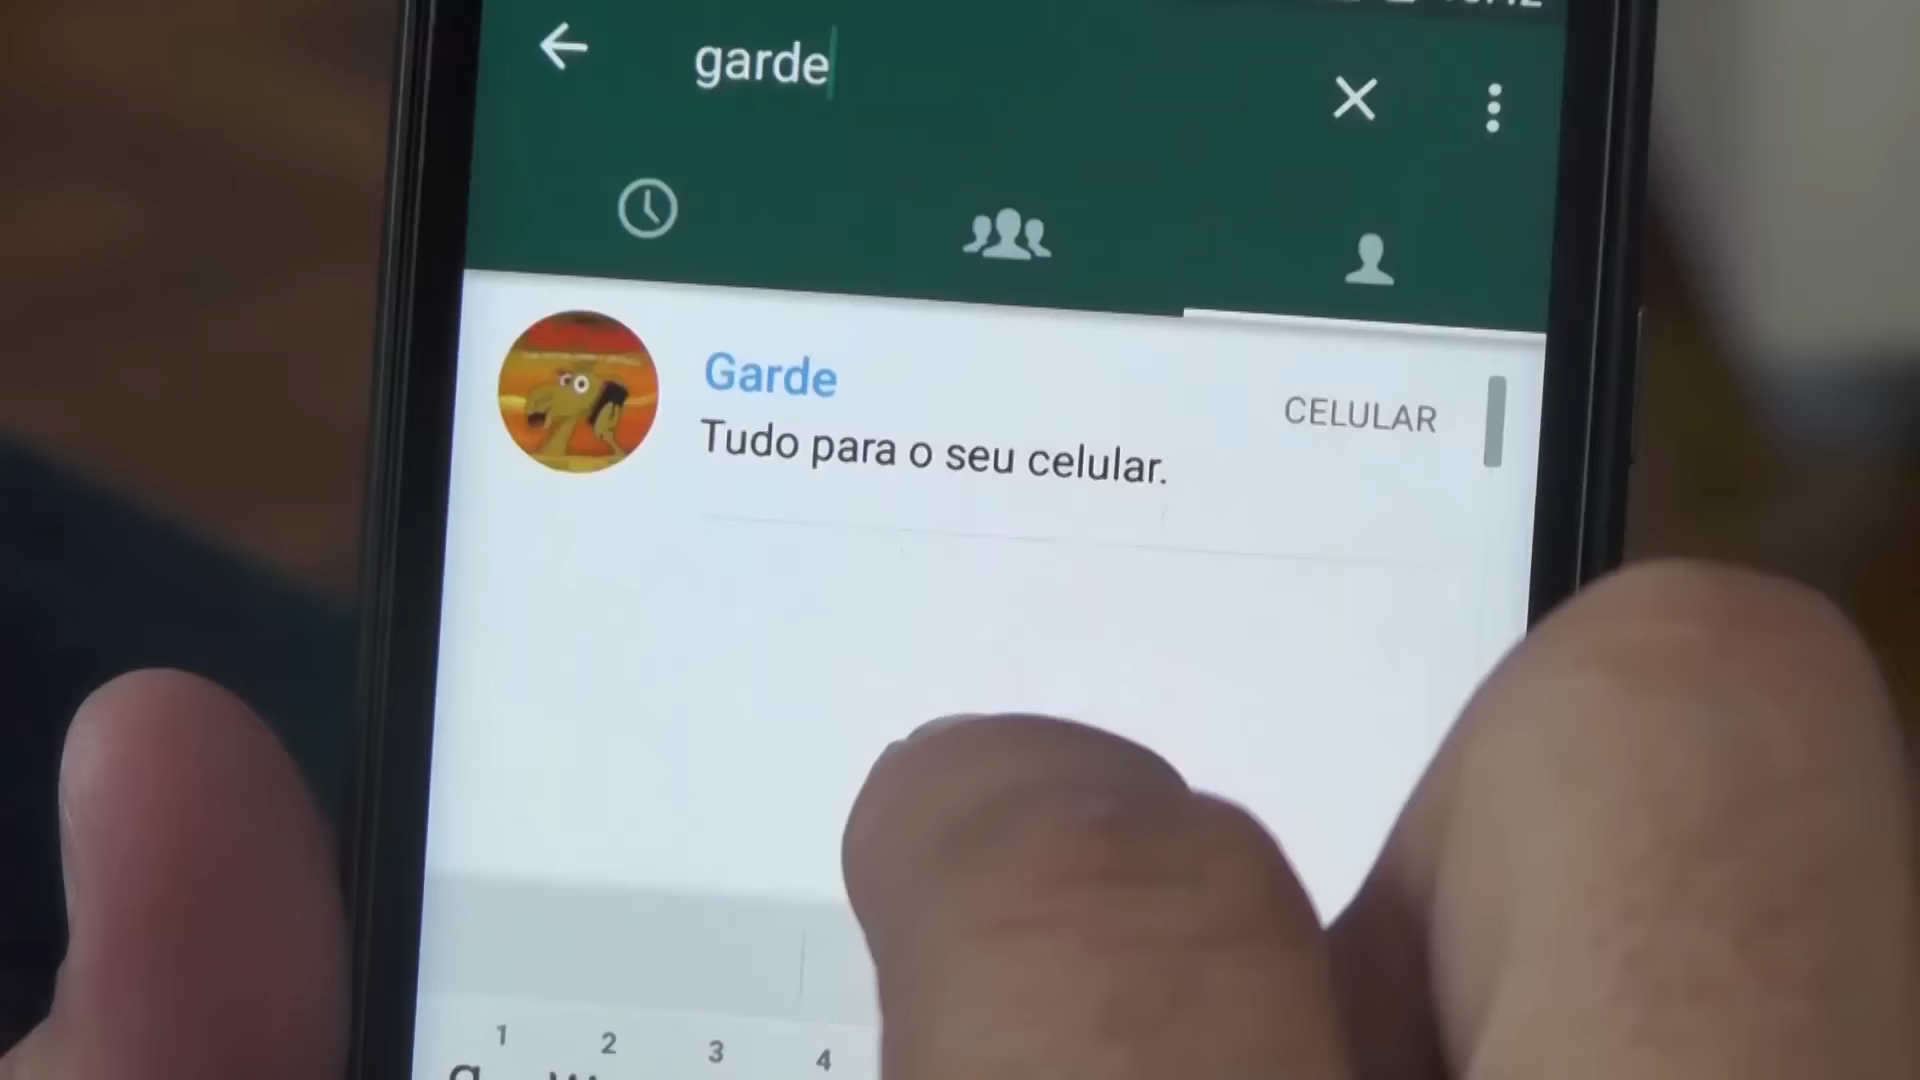 garde
Garde
CELULAR
Tudo para o seu celular.
1 2 3 4